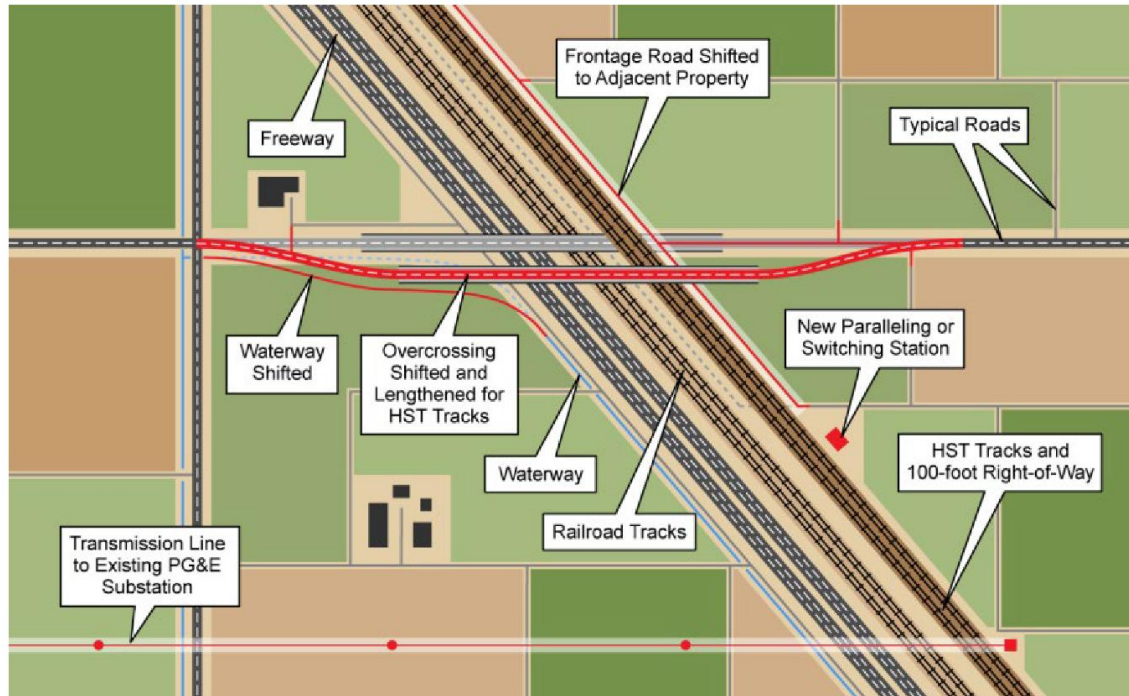 Frontage Road Shifted
to Adjacent Property
Freeway
Typical Roads
Waterway
Shifted
Overcrossing
Shifted and
Lengthened for
HST Tracks
New Paralleling or
Switching Station
Waterway
HST Tracks and
100-foot Right-of-Way
Railroad Tracks
Transmission Line
to Existing PG&E
Substation